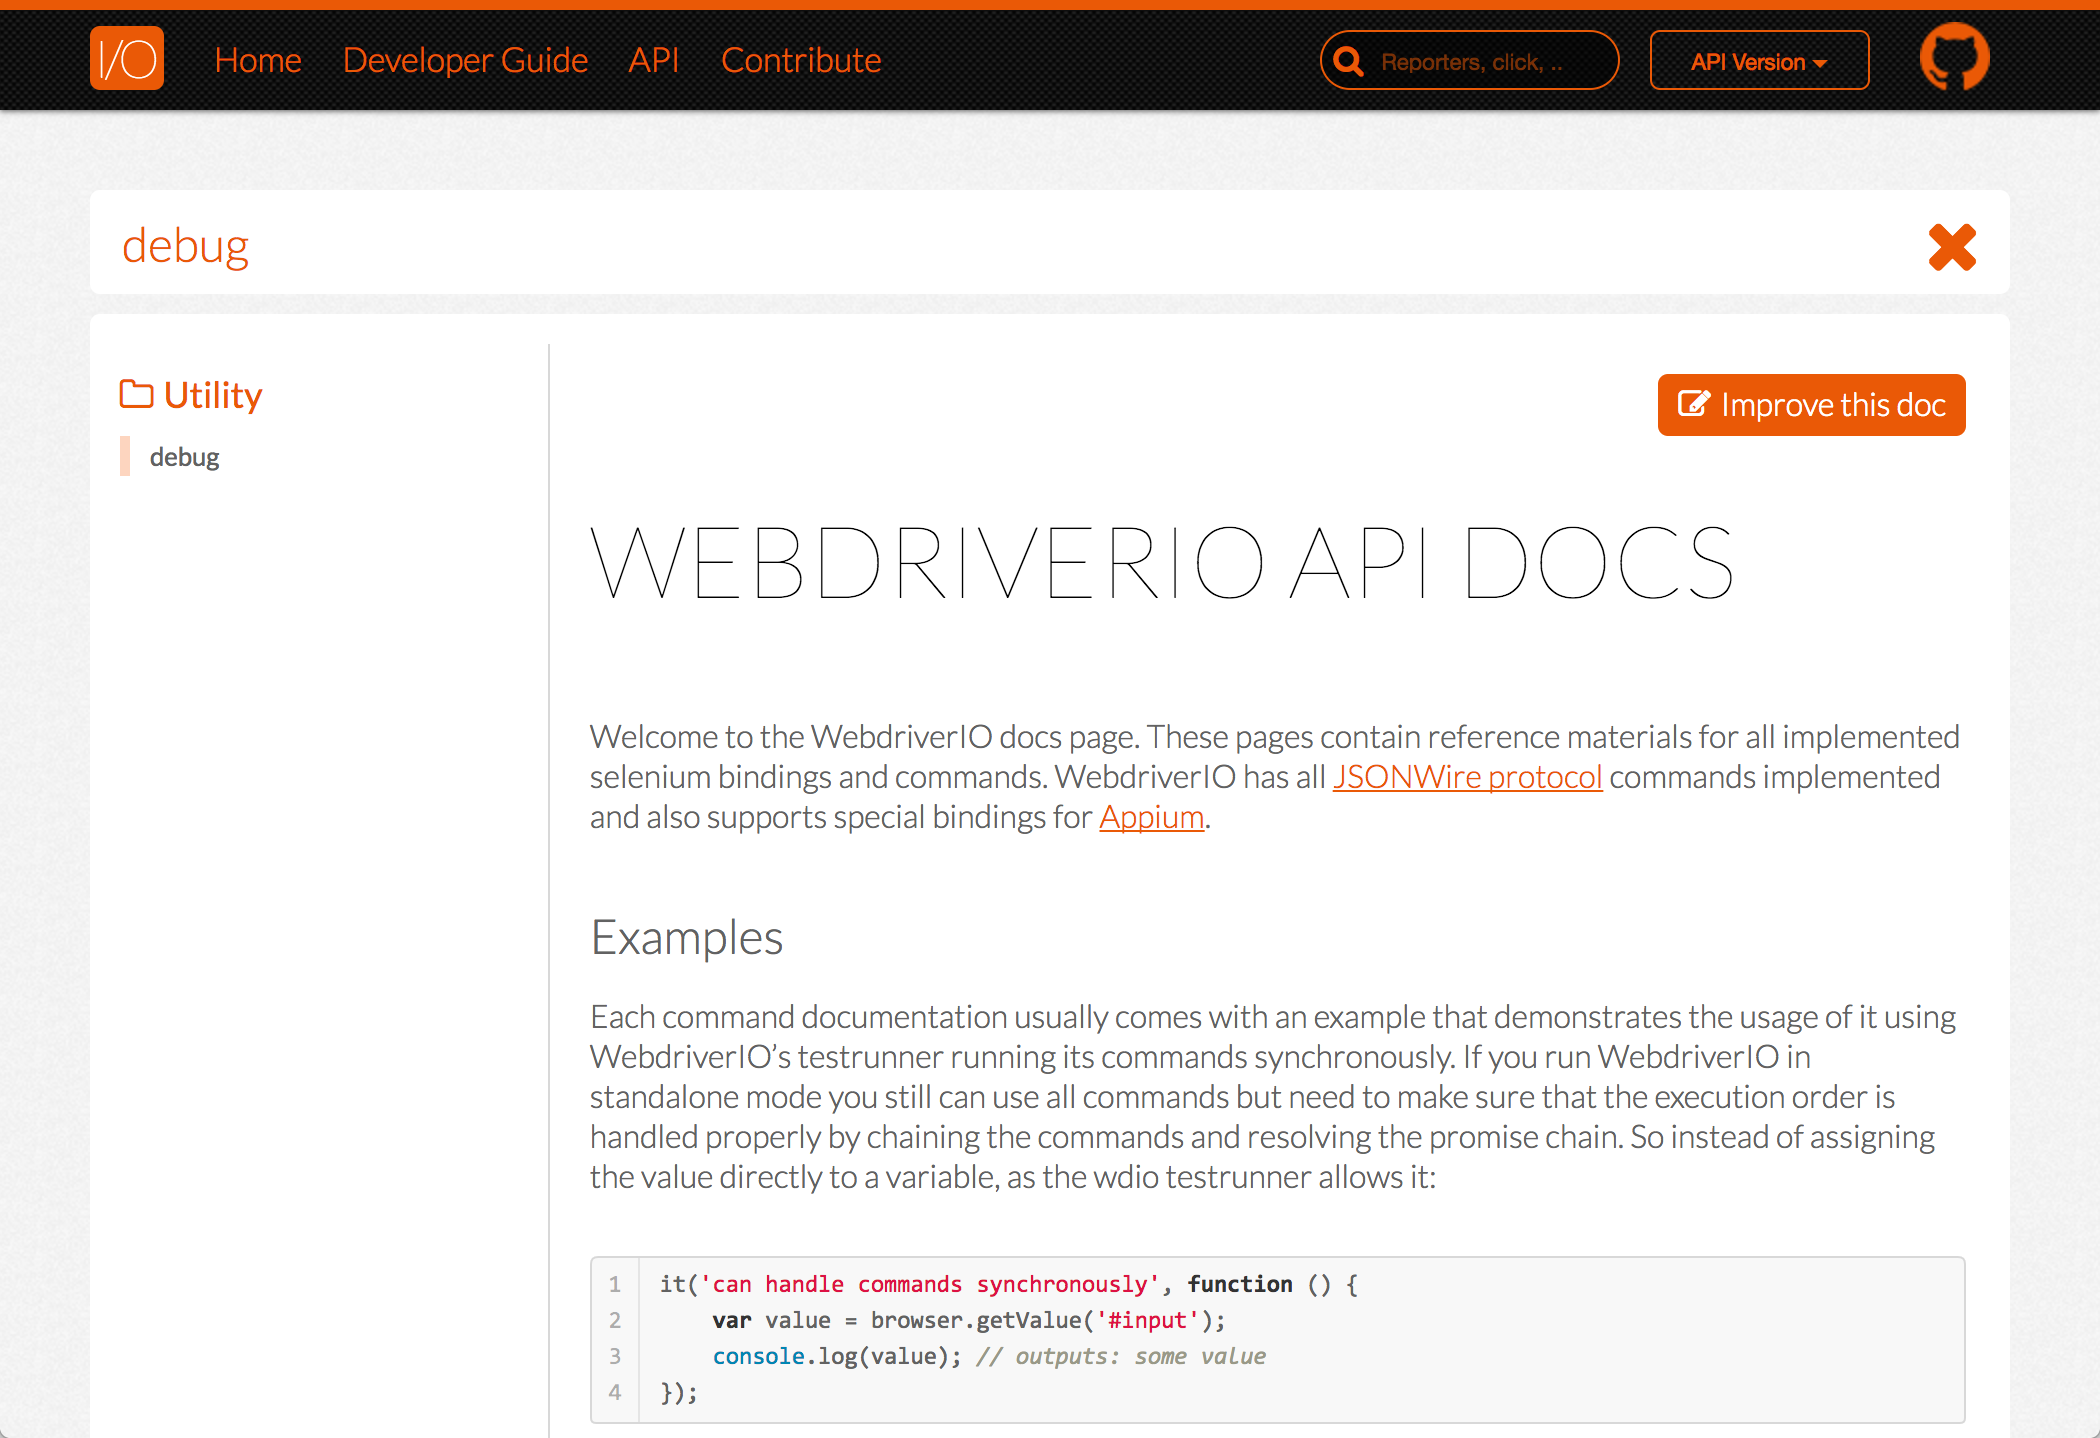 I/O Home Developer Guide API Contribute Reporters, click, .. API Version
debug
Utility
debug
Improve this doc
WEBDRIVERIO API DOCS
Welcome to the WebdriverIO docs page. These pages contain reference materials for all implemented
selenium bindings and commands. WebdriverIO has all JSONWire protocol commands implemented
and also supports special bindings for Appium.
Examples
Each command documentation usually comes with an example that demonstrates the usage of it using
WebdriverIO’s testrunner running its commands synchronously. If you run WebdriverIO in
standalone mode you still can use all commands but need to make sure that the execution order is
handled properly by chaining the commands and resolving the promise chain. So instead of assigning
the value directly to a variable, as the wdio testrunner allows it:
1 it('can handle commands synchronously', function () {
2     var value = browser.getValue('#input');
3     console.log(value); // outputs: some value
4 });